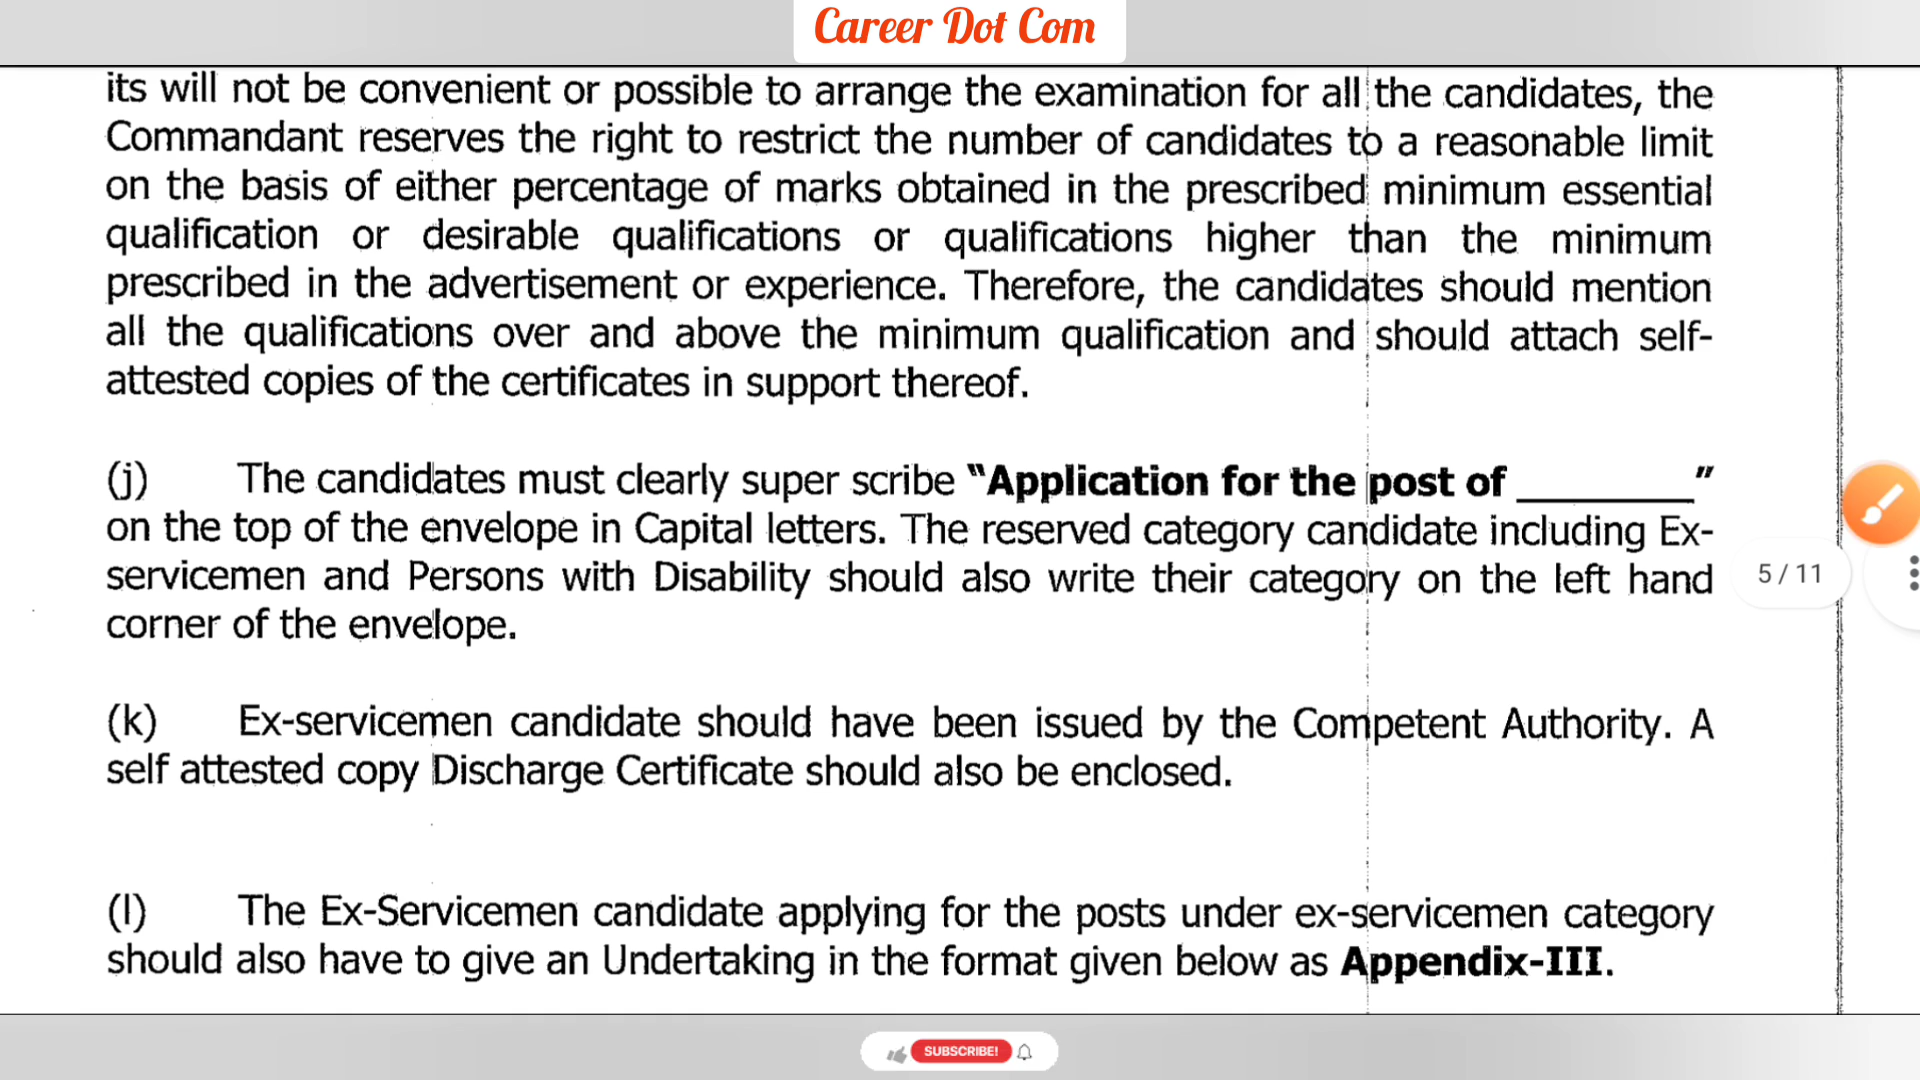 Career Dot Com
its will not be convenient or possible to arrange the examination for all the candidates, the
Commandant reserves the right to restrict the number of candidates to a reasonable limit
on the basis of either percentage of marks obtained in the prescribed minimum essential
qualification or desirable qualifications or qualifications higher than the minimum
prescribed in the advertisement or experience. Therefore, the candidates should mention
all the qualifications over and above the minimum qualification and should attach self-
attested copies of the certificates in support thereof.
(j) The candidates must clearly super scribe "Application for the post of ________"
on the top of the envelope in Capital letters. The reserved category candidate including Ex-
servicemen and Persons with Disability should also write their category on the left hand
corner of the envelope.
5 / 11
(k) Ex-servicemen candidate should have been issued by the Competent Authority. A
self attested copy Discharge Certificate should also be enclosed.
(l) The Ex-Servicemen candidate applying for the posts under ex-servicemen category
should also have to give an Undertaking in the format given below as Appendix-III.
SUBSCRIBE!